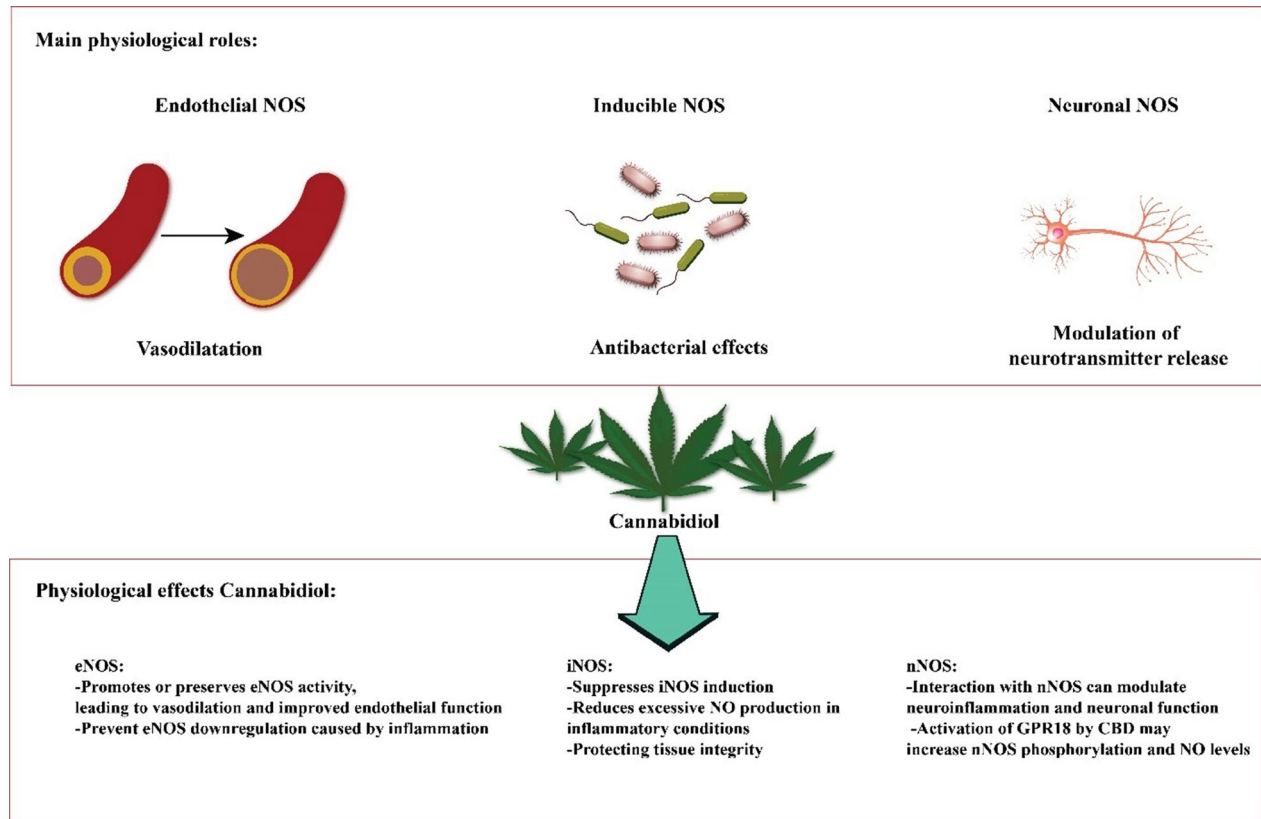 Main physiological roles:
Endothelial NOS
Inducible NOS
Neuronal NOS
Vasodilatation
Antibacterial effects
Modulation of
neurotransmitter release
Cannabidiol
Physiological effects Cannabidiol:
eNOS:
-Promotes or preserves eNOS activity,
leading to vasodilation and improved endothelial function
-Prevent eNOS downregulation caused by inflammation
iNOS:
-Suppresses iNOS induction
-Reduces excessive NO production in
inflammatory conditions
-Protecting tissue integrity
nNOS:
-Interaction with nNOS can modulate
neuroinflammation and neuronal function
-Activation of GPR18 by CBD may
increase nNOS phosphorylation and NO levels